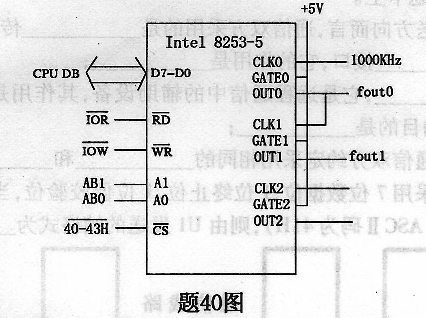 +5V
Intel 8253-5
CPU DB
D7-D0
CLK0
1000KHz
GATE0
OUT0
fout0
IOR
RD
CLK1
GATE1
IOW
WR
OUT1
fout1
AB1
A1
CLK2
AB0
A0
GATE2
40-43H
CS
OUT2
题40图